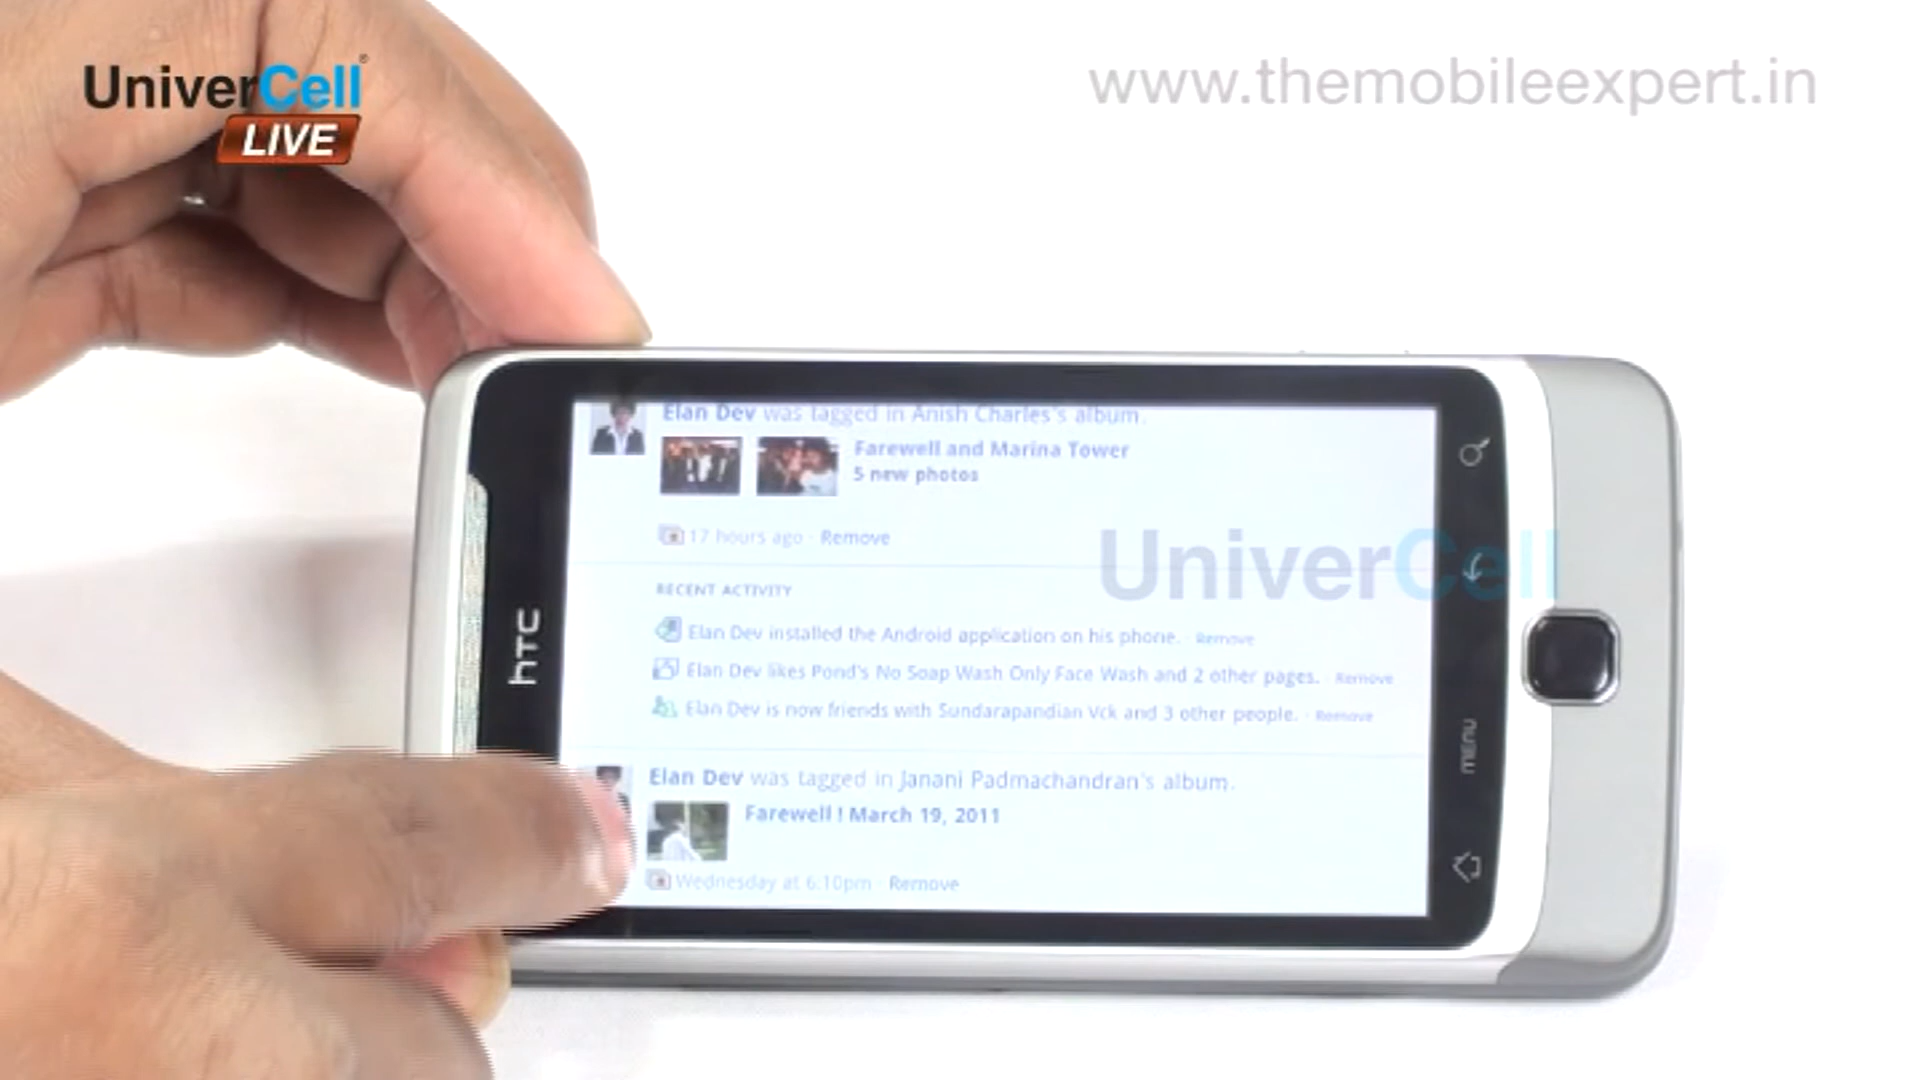 UniverCell®
LIVE
www.themobileexpert.in
Elan Dev was tagged in Anish Charles's album.
Farewell and Marina Tower
5 new photos
17 hours ago · Remove
UniverCell
RECENT ACTIVITY
Elan Dev installed the Android application on his phone. · Remove
Elan Dev likes Pond's No Soap Wash Only Face Wash and 2 other pages. · Remove
Elan Dev is now friends with Sundarapandian Vck and 3 other people. · Remove
hTC
menu
Elan Dev was tagged in Janani Padmachandran's album.
Farewell ! March 19, 2011
Wednesday at 6:10pm · Remove